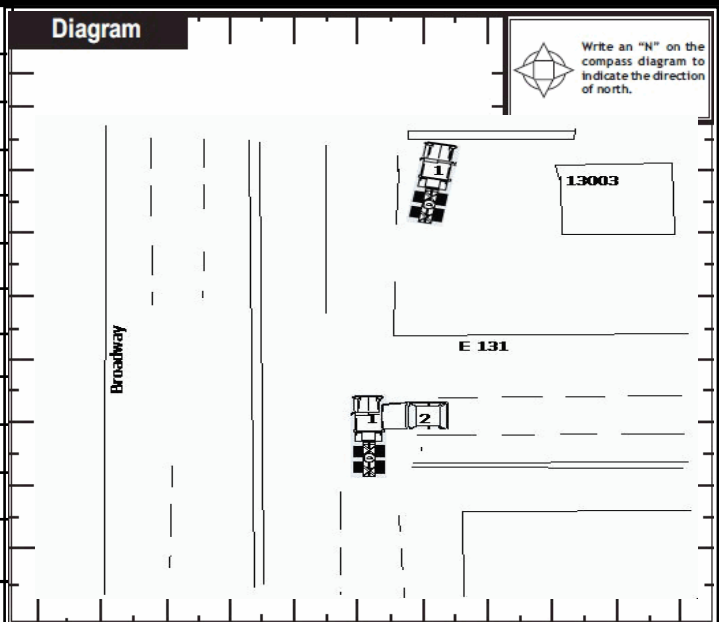 Diagram
Write an “N” on the
compass diagram to
indicate the direction
of north.
1
13003
Broadway
E 131
1
2